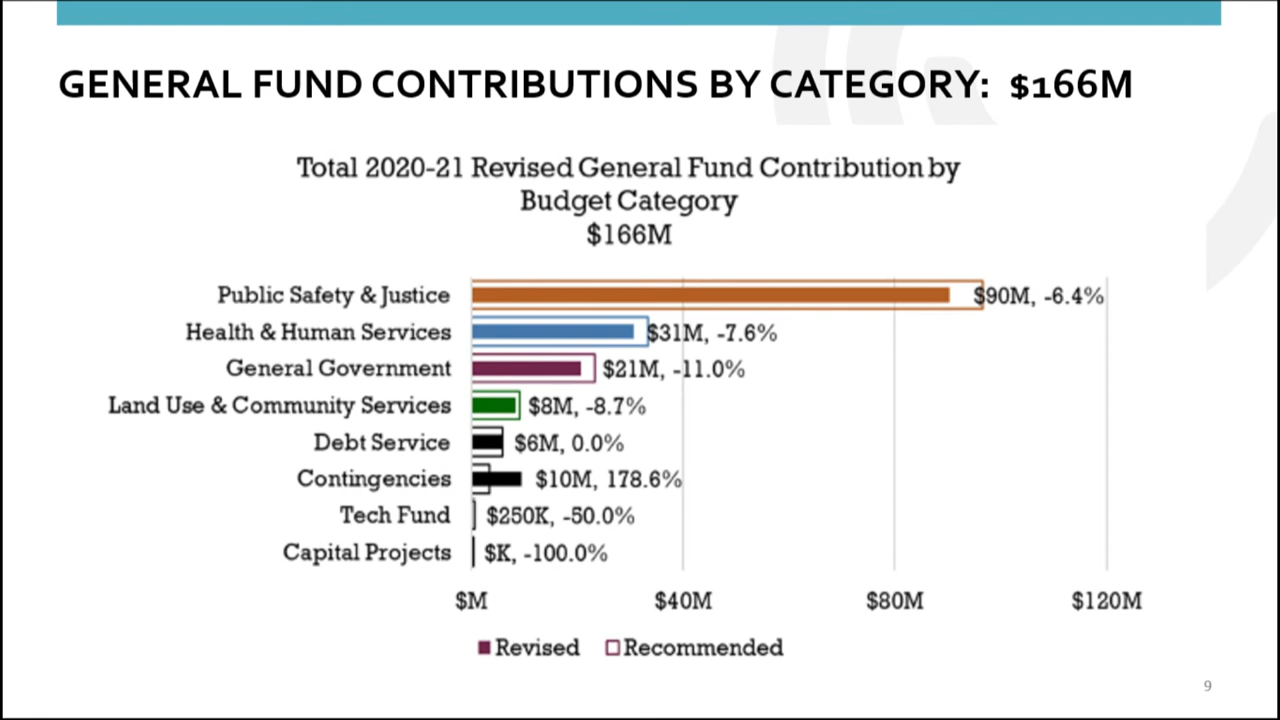 GENERAL FUND CONTRIBUTIONS BY CATEGORY: $166M
Total 2020-21 Revised General Fund Contribution by
Budget Category
$166M
Public Safety & Justice $90M, -6.4%
Health & Human Services $31M, -7.6%
General Government $21M, -11.0%
Land Use & Community Services $8M, -8.7%
Debt Service $6M, 0.0%
Contingencies $10M, 178.6%
Tech Fund $250K, -50.0%
Capital Projects $K, -100.0%
$M $40M $80M $120M
Revised Recommended
9